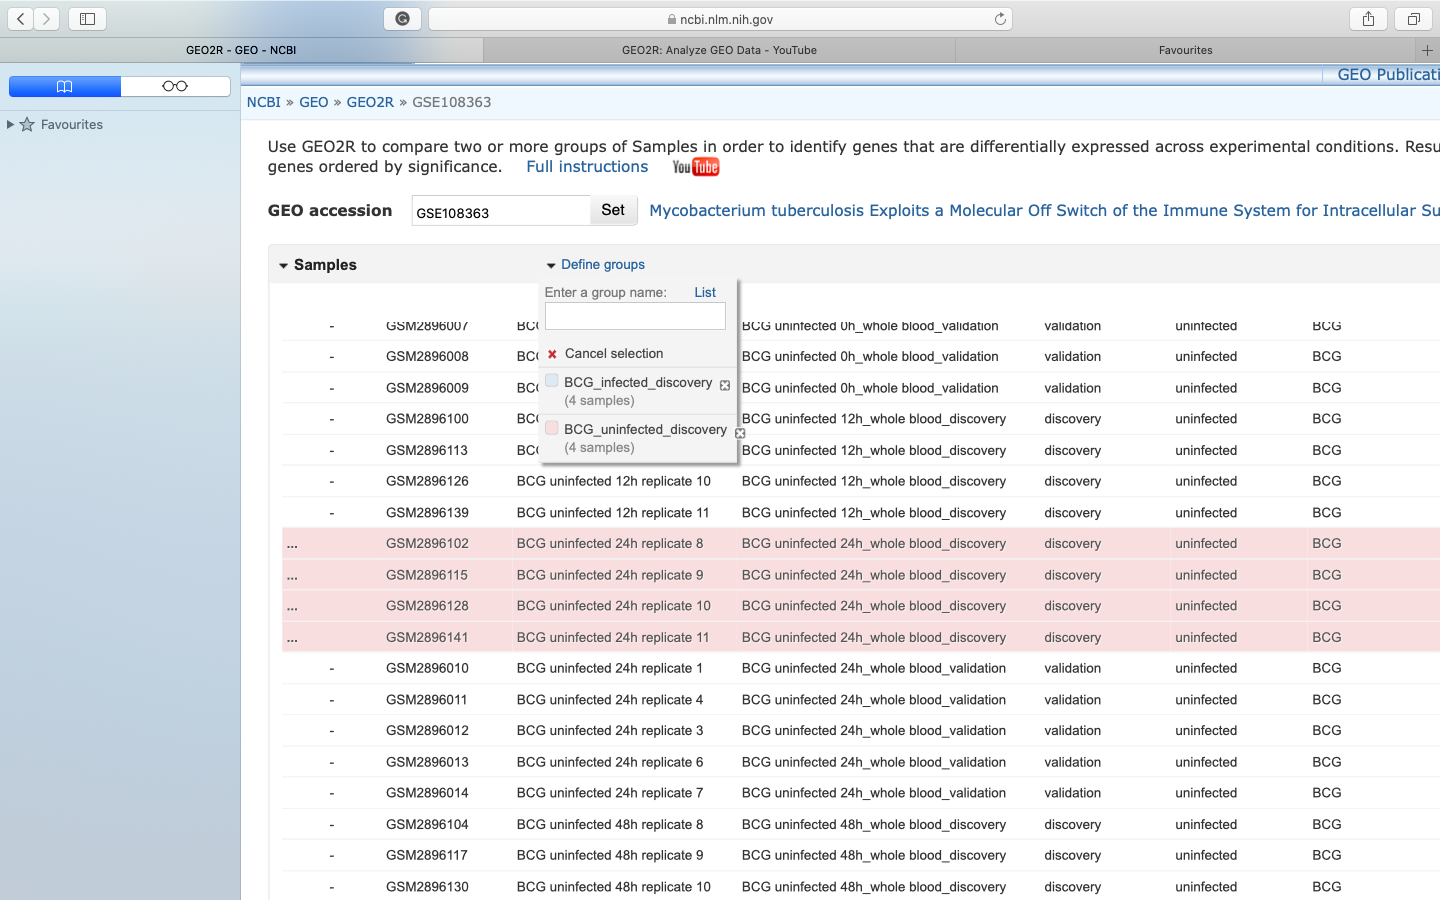 ncbi.nlm.nih.gov
GEO2R - GEO - NCBI
GEO2R: Analyze GEO Data - YouTube
Favourites
Favourites
GEO Publicati
NCBI » GEO » GEO2R » GSE108363
Use GEO2R to compare two or more groups of Samples in order to identify genes that are differentially expressed across experimental conditions. Resu
genes ordered by significance. Full instructions YouTube
GEO accession GSE108363 Set Mycobacterium tuberculosis Exploits a Molecular Off Switch of the Immune System for Intracellular Su
Samples Define groups
Enter a group name: List
Cancel selection
BCG_infected_discovery
(4 samples)
BCG_uninfected_discovery
(4 samples)
- GSM2896007 BC BCG uninfected 0h_whole blood_validation validation uninfected BCG
- GSM2896008 BC BCG uninfected 0h_whole blood_validation validation uninfected BCG
- GSM2896009 BC BCG uninfected 0h_whole blood_validation validation uninfected BCG
- GSM2896100 BCG uninfected 12h_whole blood_discovery discovery uninfected BCG
- GSM2896113 BCG uninfected 12h_whole blood_discovery discovery uninfected BCG
- GSM2896126 BCG uninfected 12h replicate 10 BCG uninfected 12h_whole blood_discovery discovery uninfected BCG
- GSM2896139 BCG uninfected 12h replicate 11 BCG uninfected 12h_whole blood_discovery discovery uninfected BCG
... GSM2896102 BCG uninfected 24h replicate 8 BCG uninfected 24h_whole blood_discovery discovery uninfected BCG
... GSM2896115 BCG uninfected 24h replicate 9 BCG uninfected 24h_whole blood_discovery discovery uninfected BCG
... GSM2896128 BCG uninfected 24h replicate 10 BCG uninfected 24h_whole blood_discovery discovery uninfected BCG
... GSM2896141 BCG uninfected 24h replicate 11 BCG uninfected 24h_whole blood_discovery discovery uninfected BCG
- GSM2896010 BCG uninfected 24h replicate 1 BCG uninfected 24h_whole blood_validation validation uninfected BCG
- GSM2896011 BCG uninfected 24h replicate 4 BCG uninfected 24h_whole blood_validation validation uninfected BCG
- GSM2896012 BCG uninfected 24h replicate 3 BCG uninfected 24h_whole blood_validation validation uninfected BCG
- GSM2896013 BCG uninfected 24h replicate 6 BCG uninfected 24h_whole blood_validation validation uninfected BCG
- GSM2896014 BCG uninfected 24h replicate 7 BCG uninfected 24h_whole blood_validation validation uninfected BCG
- GSM2896104 BCG uninfected 48h replicate 8 BCG uninfected 48h_whole blood_discovery discovery uninfected BCG
- GSM2896117 BCG uninfected 48h replicate 9 BCG uninfected 48h_whole blood_discovery discovery uninfected BCG
- GSM2896130 BCG uninfected 48h replicate 10 BCG uninfected 48h_whole blood_discovery discovery uninfected BCG